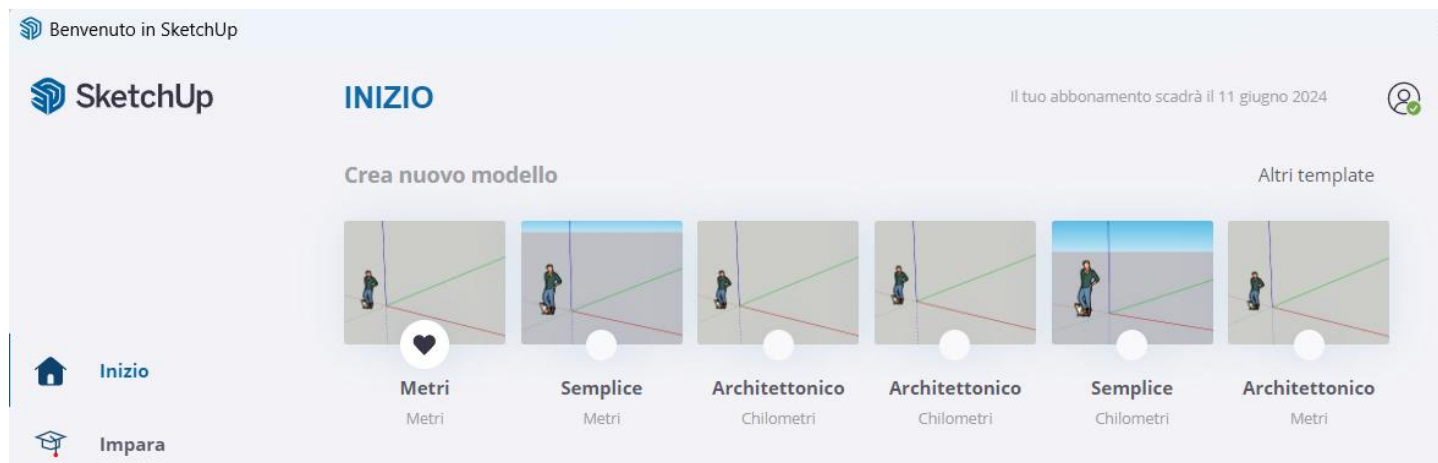 Benvenuto in SketchUp
SketchUp
INIZIO
Il tuo abbonamento scadrà il 11 giugno 2024
Crea nuovo modello
Altri template
Metri Semplice Architettonico Architettonico Semplice Architettonico
Metri Metri Chilometri Chilometri Chilometri Metri
Inizio
Impara